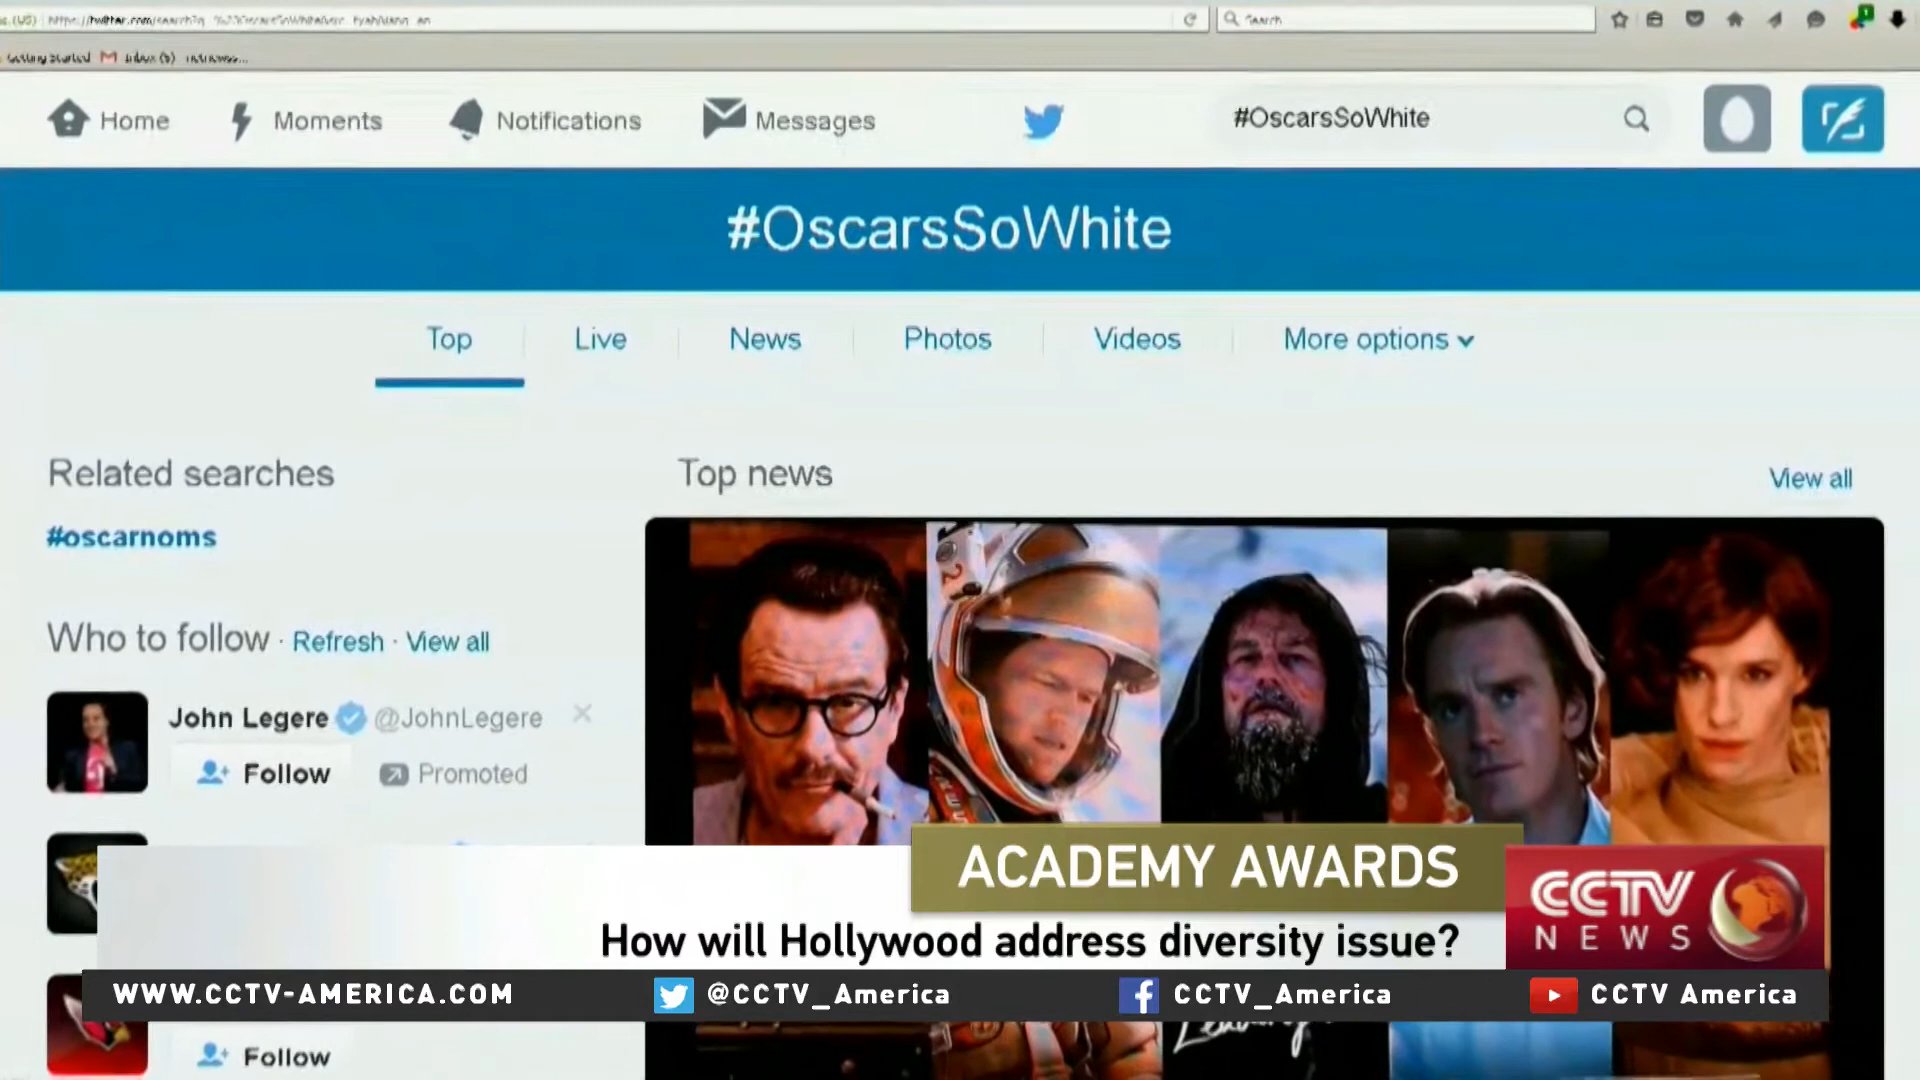 Home
Moments
Notifications
Messages
#OscarsSoWhite
#OscarsSoWhite
Top
Live
News
Photos
Videos
More options
Related searches
#oscarnoms
Top news
View all
Who to follow · Refresh · View all
John Legere @JohnLegere
Follow
Promoted
ACADEMY AWARDS
How will Hollywood address diversity issue?
CCTV
NEWS
WWW.CCTV-AMERICA.COM
@CCTV_America
CCTV_America
CCTV America
Follow